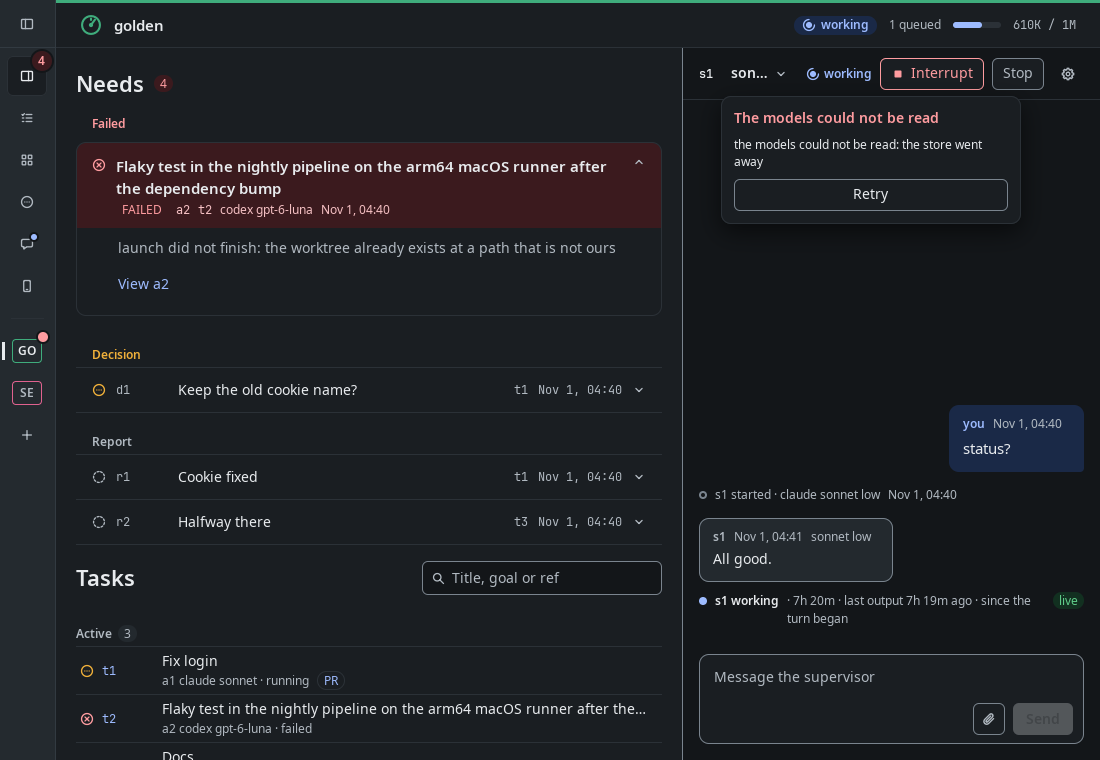 golden
working
1 queued
610K / 1M
4
GO
SE
Needs 4
Failed
Flaky test in the nightly pipeline on the arm64 macOS runner after
the dependency bump
FAILED a2 t2 codex gpt-6-luna Nov 1, 04:40
launch did not finish: the worktree already exists at a path that is not ours
View a2
Decision
d1 Keep the old cookie name? t1 Nov 1, 04:40
Report
r1 Cookie fixed t1 Nov 1, 04:40
r2 Halfway there t3 Nov 1, 04:40
Tasks
Title, goal or ref
Active 3
t1 Fix login
a1 claude sonnet · running PR
t2 Flaky test in the nightly pipeline on the arm64 macOS runner after the...
a2 codex gpt-6-luna · failed
Docs
s1 son... working Interrupt Stop
The models could not be read
the models could not be read: the store went
away
Retry
you Nov 1, 04:40
status?
s1 started · claude sonnet low Nov 1, 04:40
s1 Nov 1, 04:41 sonnet low
All good.
s1 working · 7h 20m · last output 7h 19m ago · since the
turn began
live
Message the supervisor
Send